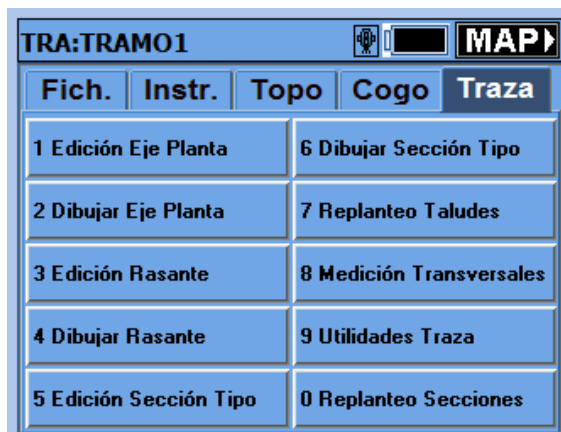 TRA:TRAMO1 MAP
Fich. Instr. Topo Cogo Traza
1 Edición Eje Planta
2 Dibujar Eje Planta
3 Edición Rasante
4 Dibujar Rasante
5 Edición Sección Tipo
6 Dibujar Sección Tipo
7 Replanteo Taludes
8 Medición Transversales
9 Utilidades Traza
0 Replanteo Secciones